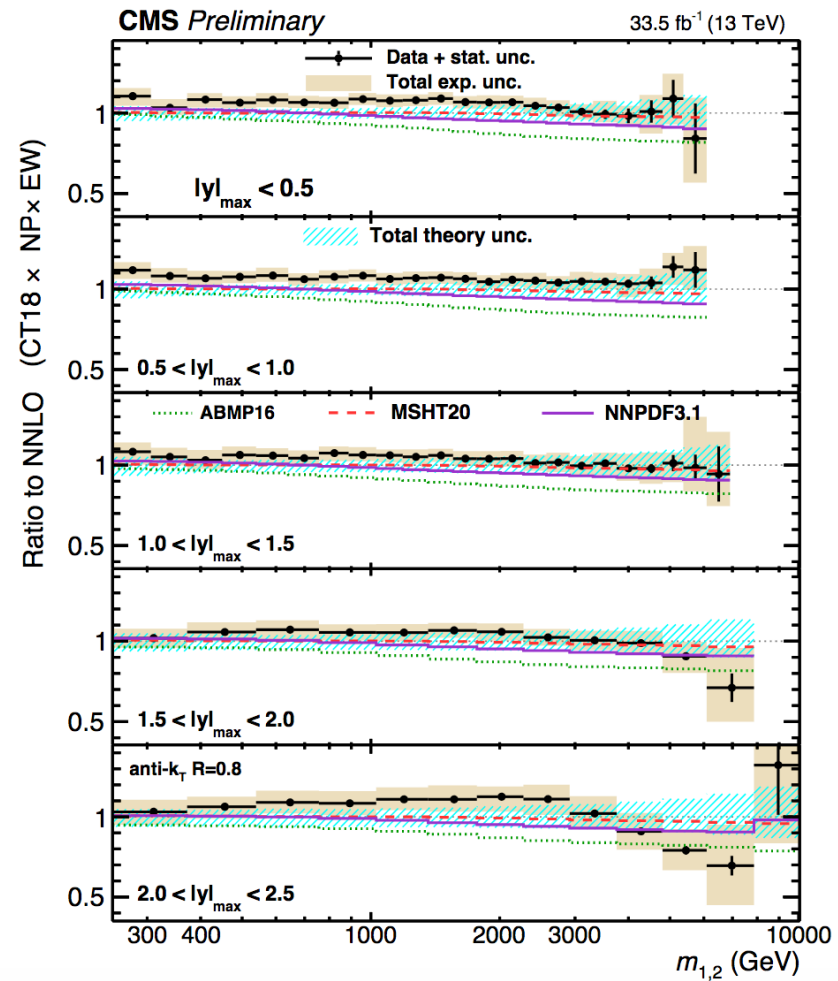 CMS Preliminary 33.5 fb⁻¹ (13 TeV)
Ratio to NNLO (CT18 × NP× EW)
Data + stat. unc.
Total exp. unc.
1
0.5
|y|max < 0.5
Total theory unc.
1
0.5
0.5 < |y|max < 1.0
ABMP16 MSHT20 NNPDF3.1
1
0.5
1.0 < |y|max < 1.5
1
0.5
1.5 < |y|max < 2.0
anti-kT R=0.8
1
0.5
2.0 < |y|max < 2.5
300 400 1000 2000 3000 10000
m1,2 (GeV)